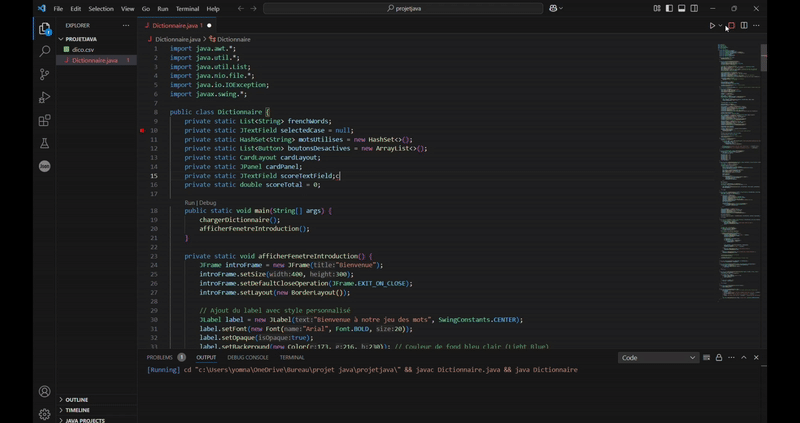 File Edit Selection View Go Run Terminal Help
projetjava
EXPLORER
PROJETJAVA
dico.csv
Dictionnaire.java 1
OUTLINE
TIMELINE
JAVA PROJECTS
Dictionnaire.java 1
Dictionnaire.java > Dictionnaire
1 import java.awt.*;
2 import java.util.*;
3 import java.util.List;
4 import java.nio.file.*;
5 import java.io.IOException;
6 import javax.swing.*;
7
8 public class Dictionnaire {
9 private static List<String> frenchWords;
10 private static JTextField selectedCase = null;
11 private static HashSet<String> motsUtilises = new HashSet<>();
12 private static List<Button> boutonsDesactives = new ArrayList<>();
13 private static CardLayout cardLayout;
14 private static JPanel cardPanel;
15 private static JTextField scoreTextField;c
16 private static double scoreTotal = 0;
17
Run | Debug
18 public static void main(String[] args) {
19 chargerDictionnaire();
20 afficherFenetreIntroduction();
21 }
22
23 private static void afficherFenetreIntroduction() {
24 JFrame introFrame = new JFrame(title:"Bienvenue");
25 introFrame.setSize(width:400, height:300);
26 introFrame.setDefaultCloseOperation(JFrame.EXIT_ON_CLOSE);
27 introFrame.setLayout(new BorderLayout());
28
29 // Ajout du label avec style personnalisé
30 JLabel label = new JLabel(text:"Bienvenue à notre jeu des mots", SwingConstants.CENTER);
31 label.setFont(new Font(name:"Arial", Font.BOLD, size:20));
32 label.setOpaque(isOpaque:true);
33 label.setBackground(new Color(r:173, g:216, b:230)); // Couleur de fond bleu clair (Light Blue)
PROBLEMS 1 OUTPUT DEBUG CONSOLE TERMINAL
Code
[Running] cd "c:\Users\yomna\OneDrive\Bureau\projet java\projetjava\" && javac Dictionnaire.java && java Dictionnaire